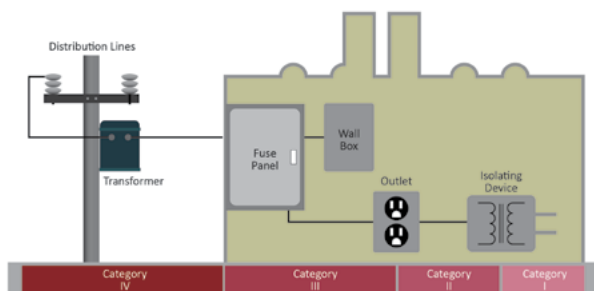 Distribution Lines
Transformer
Fuse
Panel
Wall
Box
Outlet
Isolating
Device
Category
IV
Category
III
Category
II
Category
I